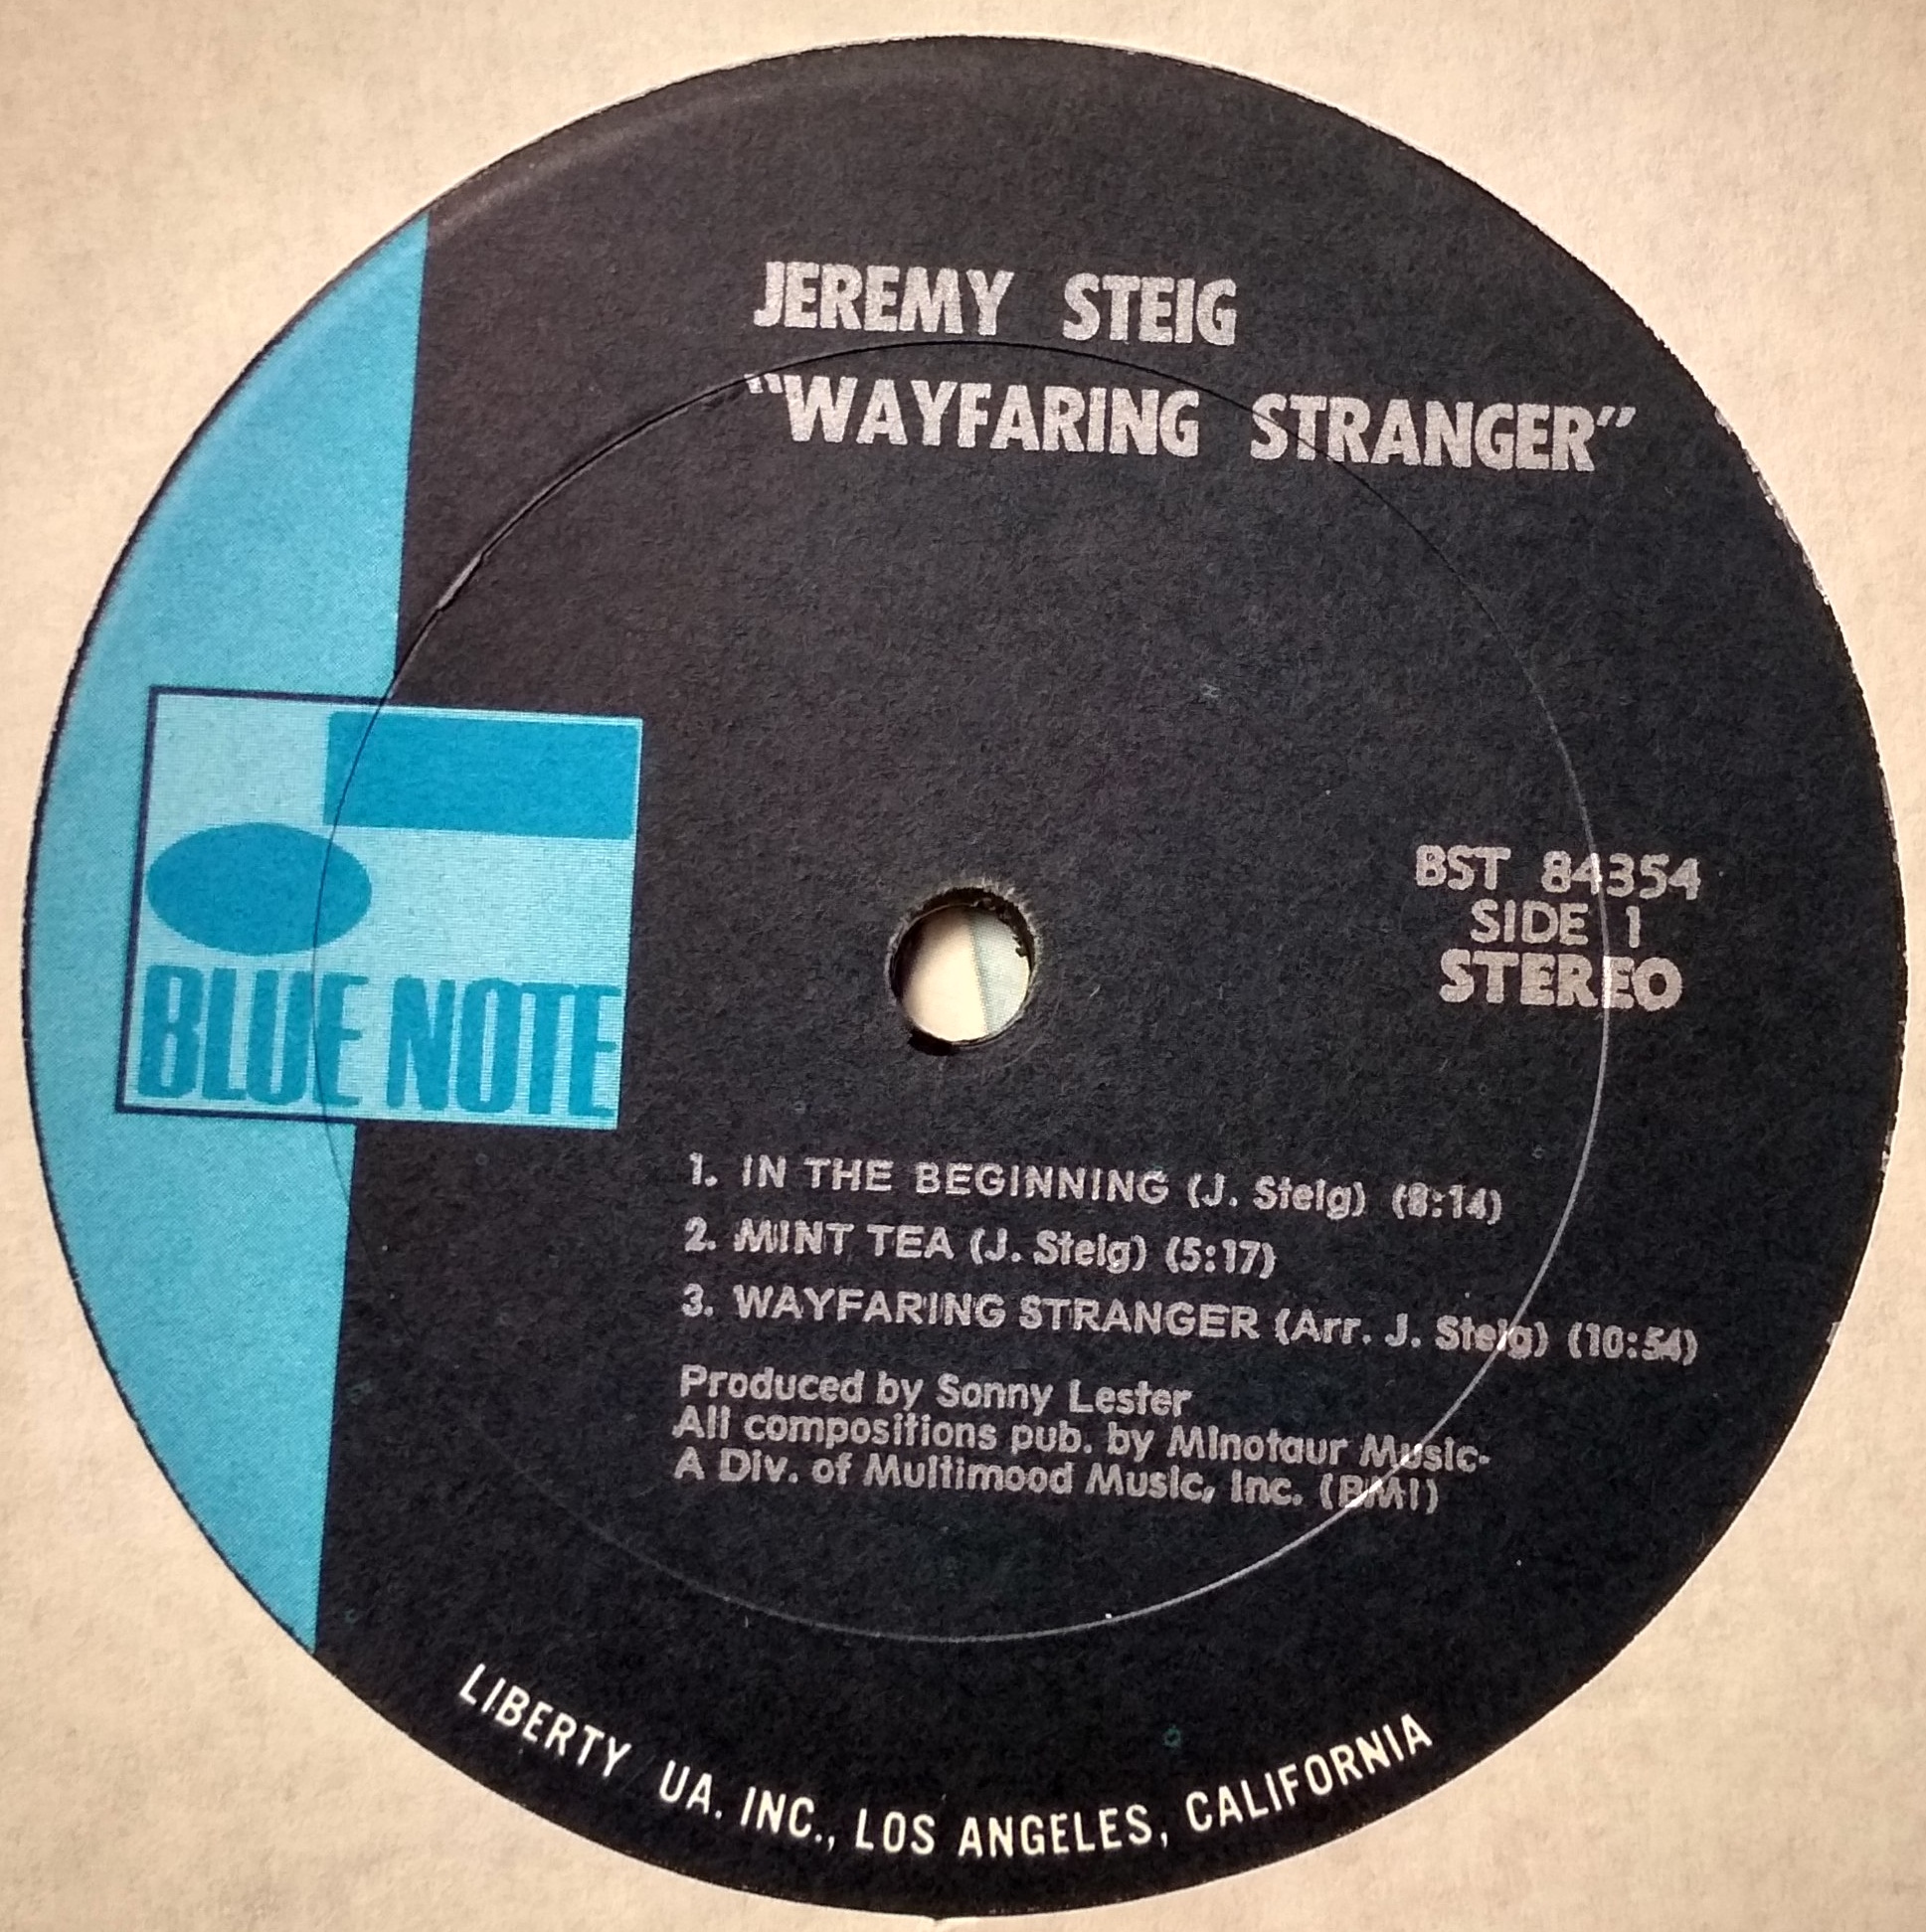 JEREMY STEIG
"WAYFARING STRANGER"
BLUE NOTE
BST 84354
SIDE 1
STEREO
1. IN THE BEGINNING (J. Steig) (8:14)
2. MINT TEA (J. Steig) (5:17)
3. WAYFARING STRANGER (Arr. J. Steig) (10:54)
Produced by Sonny Lester
All compositions pub. by Minotaur Music-
A Div. of Multimood Music, Inc. (BMI)
LIBERTY UA. INC., LOS ANGELES, CALIFORNIA